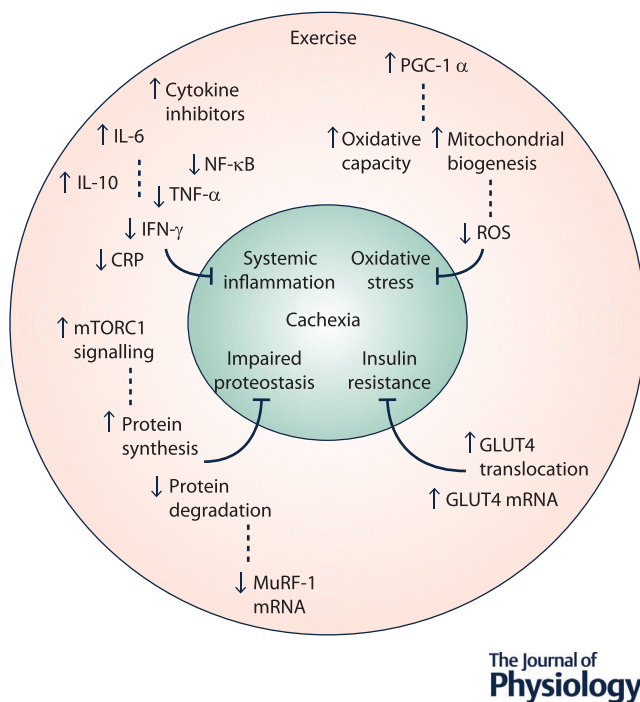 Exercise
↑ PGC-1 α
↑ Cytokine
inhibitors
↑ IL-6
↑ Oxidative
capacity
↑ Mitochondrial
biogenesis
↓ NF-κB
↑ IL-10
↓ TNF-α
↓ IFN-γ
↓ ROS
↓ CRP
Systemic
inflammation
Oxidative
stress
Cachexia
↑ mTORC1
signalling
Impaired
proteostasis
Insulin
resistance
↑ Protein
synthesis
↑ GLUT4
translocation
↓ Protein
degradation
↑ GLUT4 mRNA
↓ MuRF-1
mRNA
The Journal of
Physiology